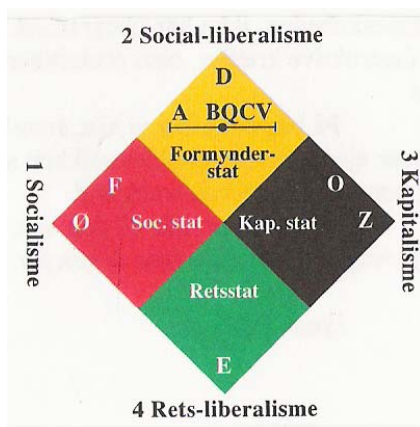 2 Social-liberalisme
D
A BQCV
Formynder-
stat
1 Socialisme
F
Ø
Soc. stat
Kap. stat
O
Z
3 Kapitalisme
Retsstat
E
4 Rets-liberalisme